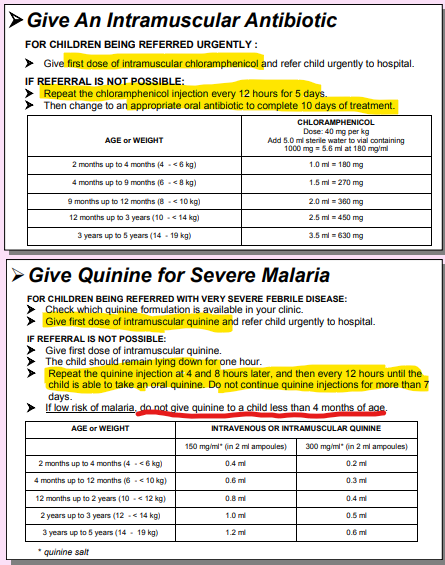 ➢ Give An Intramuscular Antibiotic
FOR CHILDREN BEING REFERRED URGENTLY :
➢ Give first dose of intramuscular chloramphenicol and refer child urgently to hospital.
IF REFERRAL IS NOT POSSIBLE:
➢ Repeat the chloramphenicol injection every 12 hours for 5 days.
➢ Then change to an appropriate oral antibiotic to complete 10 days of treatment.
AGE or WEIGHT
CHLORAMPHENICOL
Dose: 40 mg per kg
Add 5.0 ml sterile water to vial containing
1000 mg = 5.6 ml at 180 mg/ml
2 months up to 4 months (4 - < 6 kg) 1.0 ml = 180 mg
4 months up to 9 months (6 - < 8 kg) 1.5 ml = 270 mg
9 months up to 12 months (8 - < 10 kg) 2.0 ml = 360 mg
12 months up to 3 years (10 - < 14 kg) 2.5 ml = 450 mg
3 years up to 5 years (14 - 19 kg) 3.5 ml = 630 mg
➢ Give Quinine for Severe Malaria
FOR CHILDREN BEING REFERRED WITH VERY SEVERE FEBRILE DISEASE:
➢ Check which quinine formulation is available in your clinic.
➢ Give first dose of intramuscular quinine and refer child urgently to hospital.
IF REFERRAL IS NOT POSSIBLE:
➢ Give first dose of intramuscular quinine.
➢ The child should remain lying down for one hour.
➢ Repeat the quinine injection at 4 and 8 hours later, and then every 12 hours until the
child is able to take an oral quinine. Do not continue quinine injections for more than 7
days.
➢ If low risk of malaria, do not give quinine to a child less than 4 months of age.
AGE or WEIGHT INTRAVENOUS OR INTRAMUSCULAR QUININE
150 mg/ml* (in 2 ml ampoules) 300 mg/ml* (in 2 ml ampoules)
2 months up to 4 months (4 - < 6 kg) 0.4 ml 0.2 ml
4 months up to 12 months (6 - < 10 kg) 0.6 ml 0.3 ml
12 months up to 2 years (10 - < 12 kg) 0.8 ml 0.4 ml
2 years up to 3 years (12 - < 14 kg) 1.0 ml 0.5 ml
3 years up to 5 years (14 - 19 kg) 1.2 ml 0.6 ml
* quinine salt